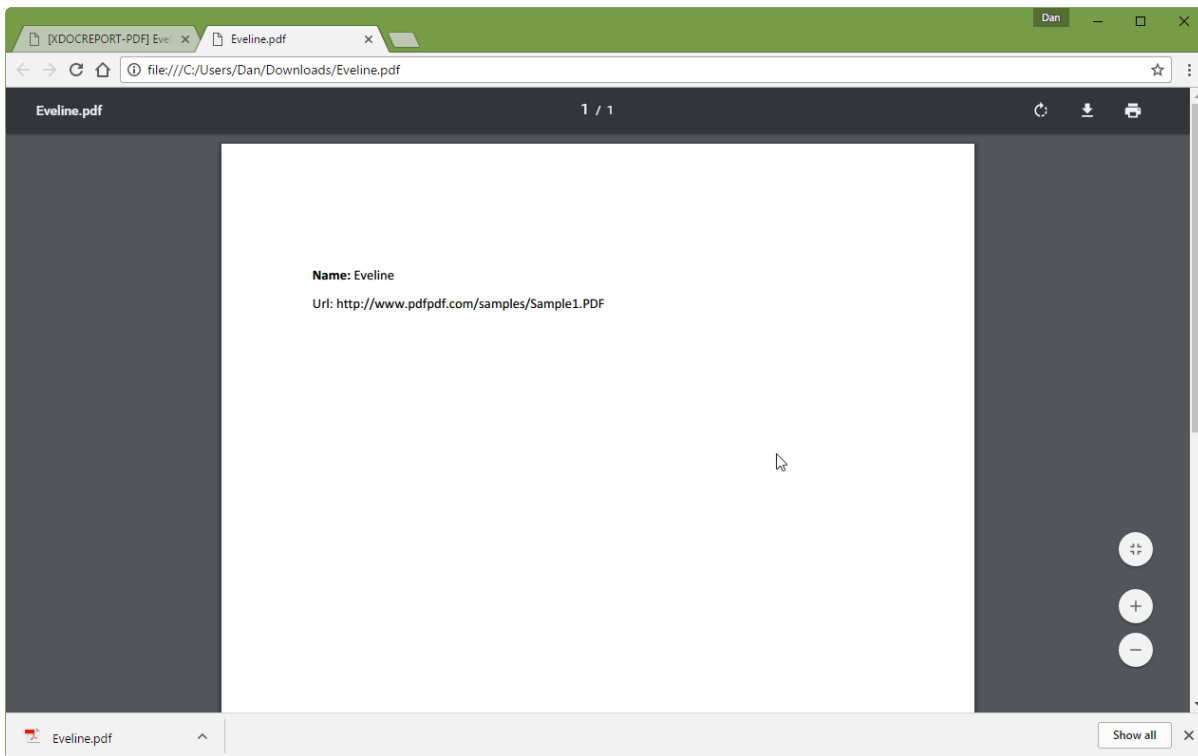 Dan
[XDOCREPORT-PDF] Eve
Eveline.pdf
file:///C:/Users/Dan/Downloads/Eveline.pdf
Eveline.pdf
1 / 1
Name: Eveline
Url: http://www.pdfpdf.com/samples/Sample1.PDF
Eveline.pdf
Show all